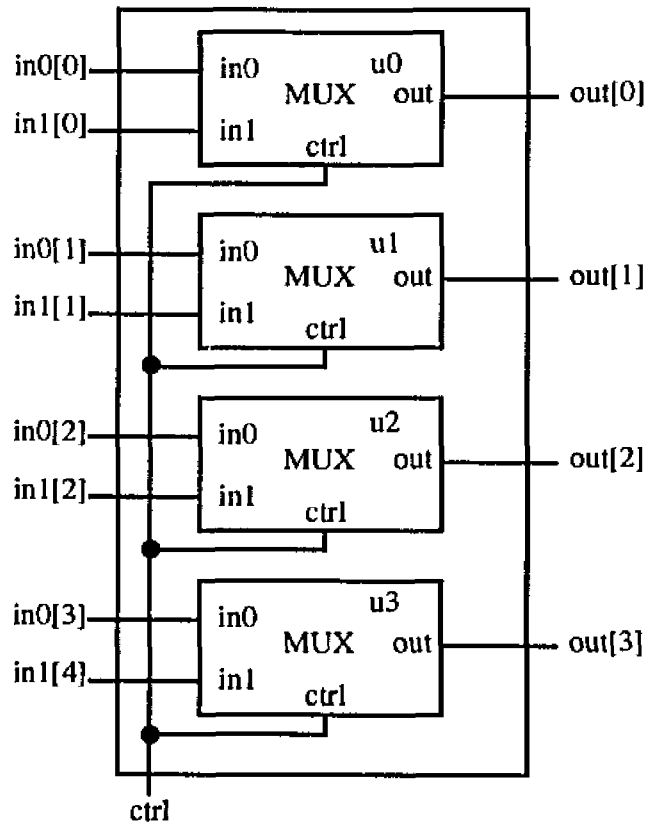 in0[0]
in0
u0
MUX
out
out[0]
in1[0]
in1
ctrl
in0[1]
in0
u1
MUX
out
out[1]
in1[1]
in1
ctrl
in0[2]
in0
u2
MUX
out
out[2]
in1[2]
in1
ctrl
in0[3]
in0
u3
MUX
out
out[3]
in1[4]
in1
ctrl
ctrl